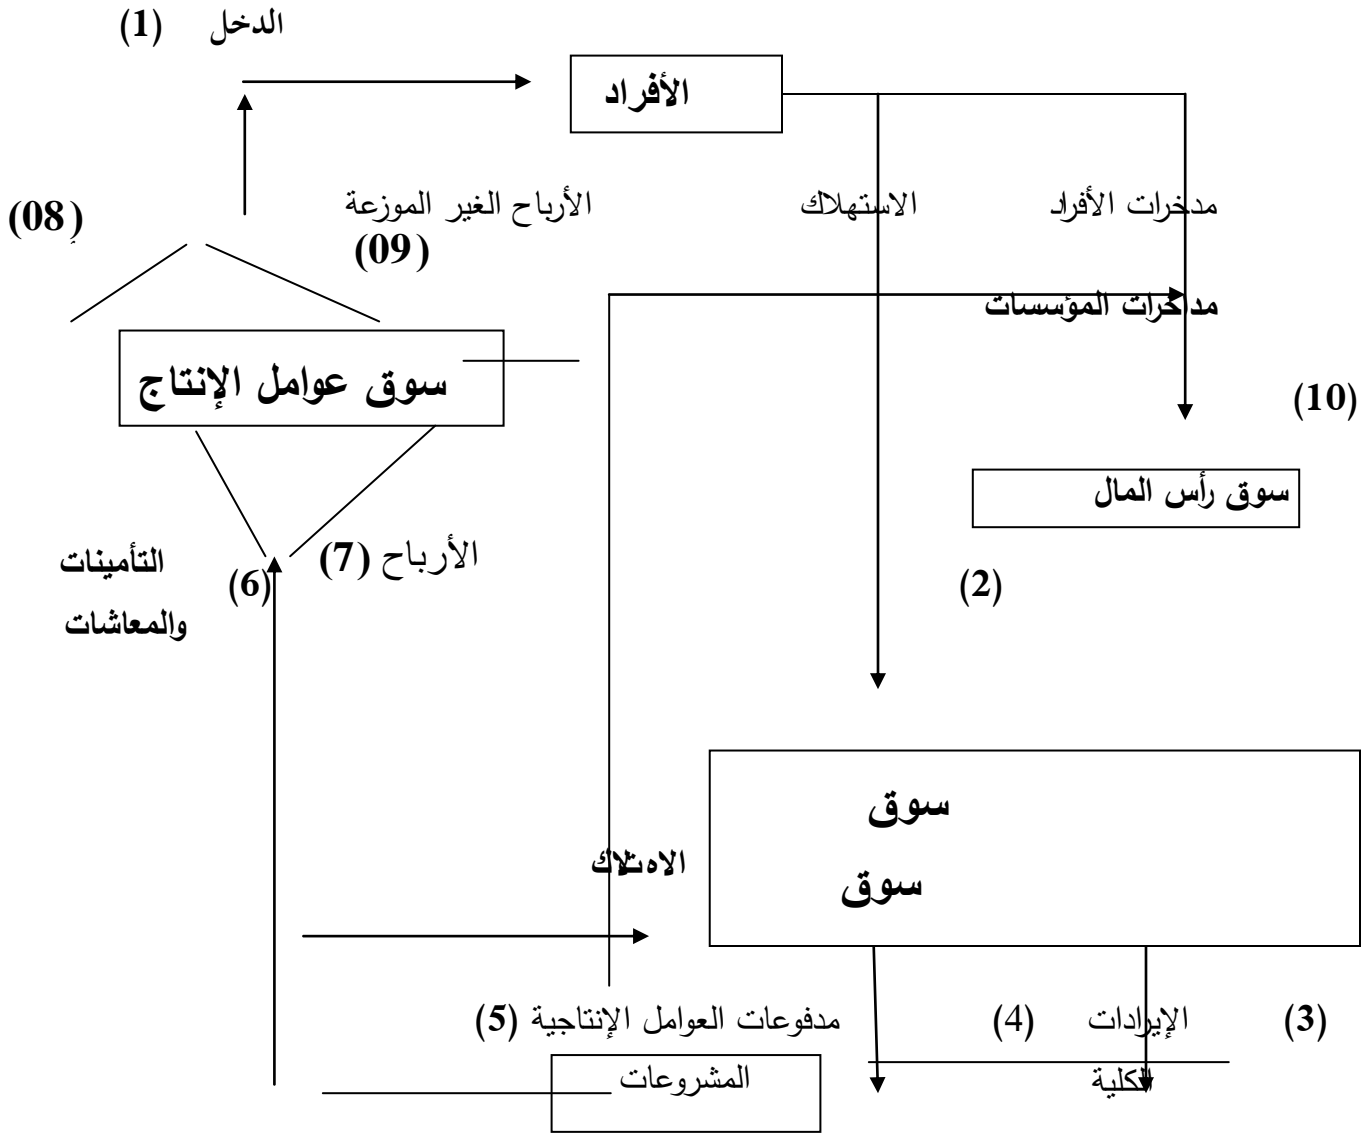 الدخل (1)
الأفراد
(08)
الأرباح الغير الموزعة
(09)
الاستهلاك
مدخرات الأفراد
مداخرات المؤسسات
سوق عوامل الإنتاج
(10)
سوق رأس المال
التأمينات
والمعاشات
(6)
الأرباح (7)
(2)
سوق
سوق
مدفوعات العوامل الإنتاجية (5)
الإيرادات (4)
الكلية
(3)
المشروعات